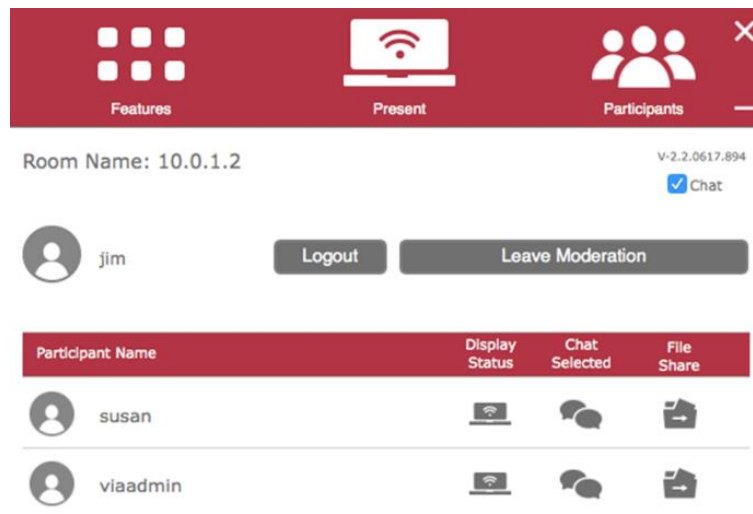 Features Present Participants
Room Name: 10.0.1.2
V-2.2.0617.894
Chat
jim Logout Leave Moderation
Participant Name Display Status Chat Selected File Share
susan
viaadmin